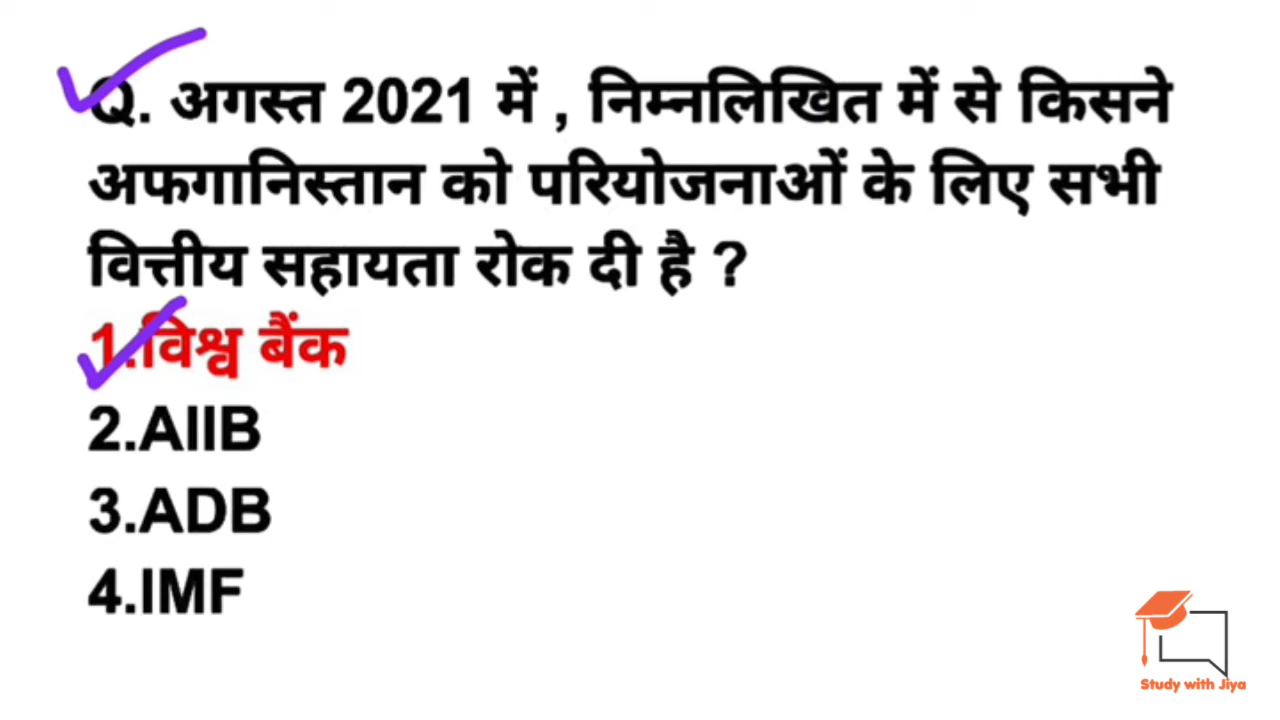 Q. अगस्त 2021 में , निम्नलिखित में से किसने
अफगानिस्तान को परियोजनाओं के लिए सभी
वित्तीय सहायता रोक दी है ?
1.विश्व बैंक
2.AIIB
3.ADB
4.IMF
Study with Jiya